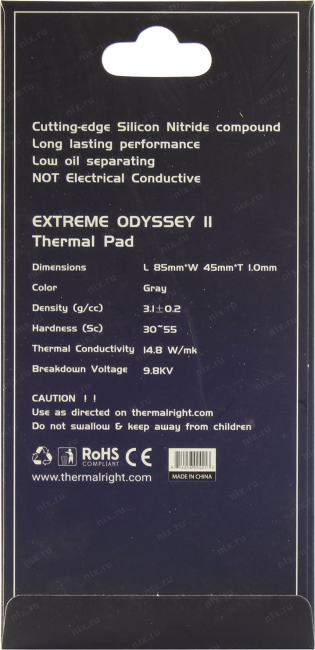 Cutting-edge Silicon Nitride compound
Long lasting performance
Low oil separating
NOT Electrical Conductive
EXTREME ODYSSEY II
Thermal Pad
Dimensions L 85mm*W 45mm*T 1.0mm
Color Gray
Density (g/cc) 3.1±0.2
Hardness (Sc) 30~55
Thermal Conductivity 14.8 W/mk
Breakdown Voltage 9.8KV
CAUTION ! !
Use as directed on thermalright.com
Do not swallow & keep away from children
RoHS
COMPLIANT
CE
www.thermalright.com
MADE IN CHINA
nix.ru